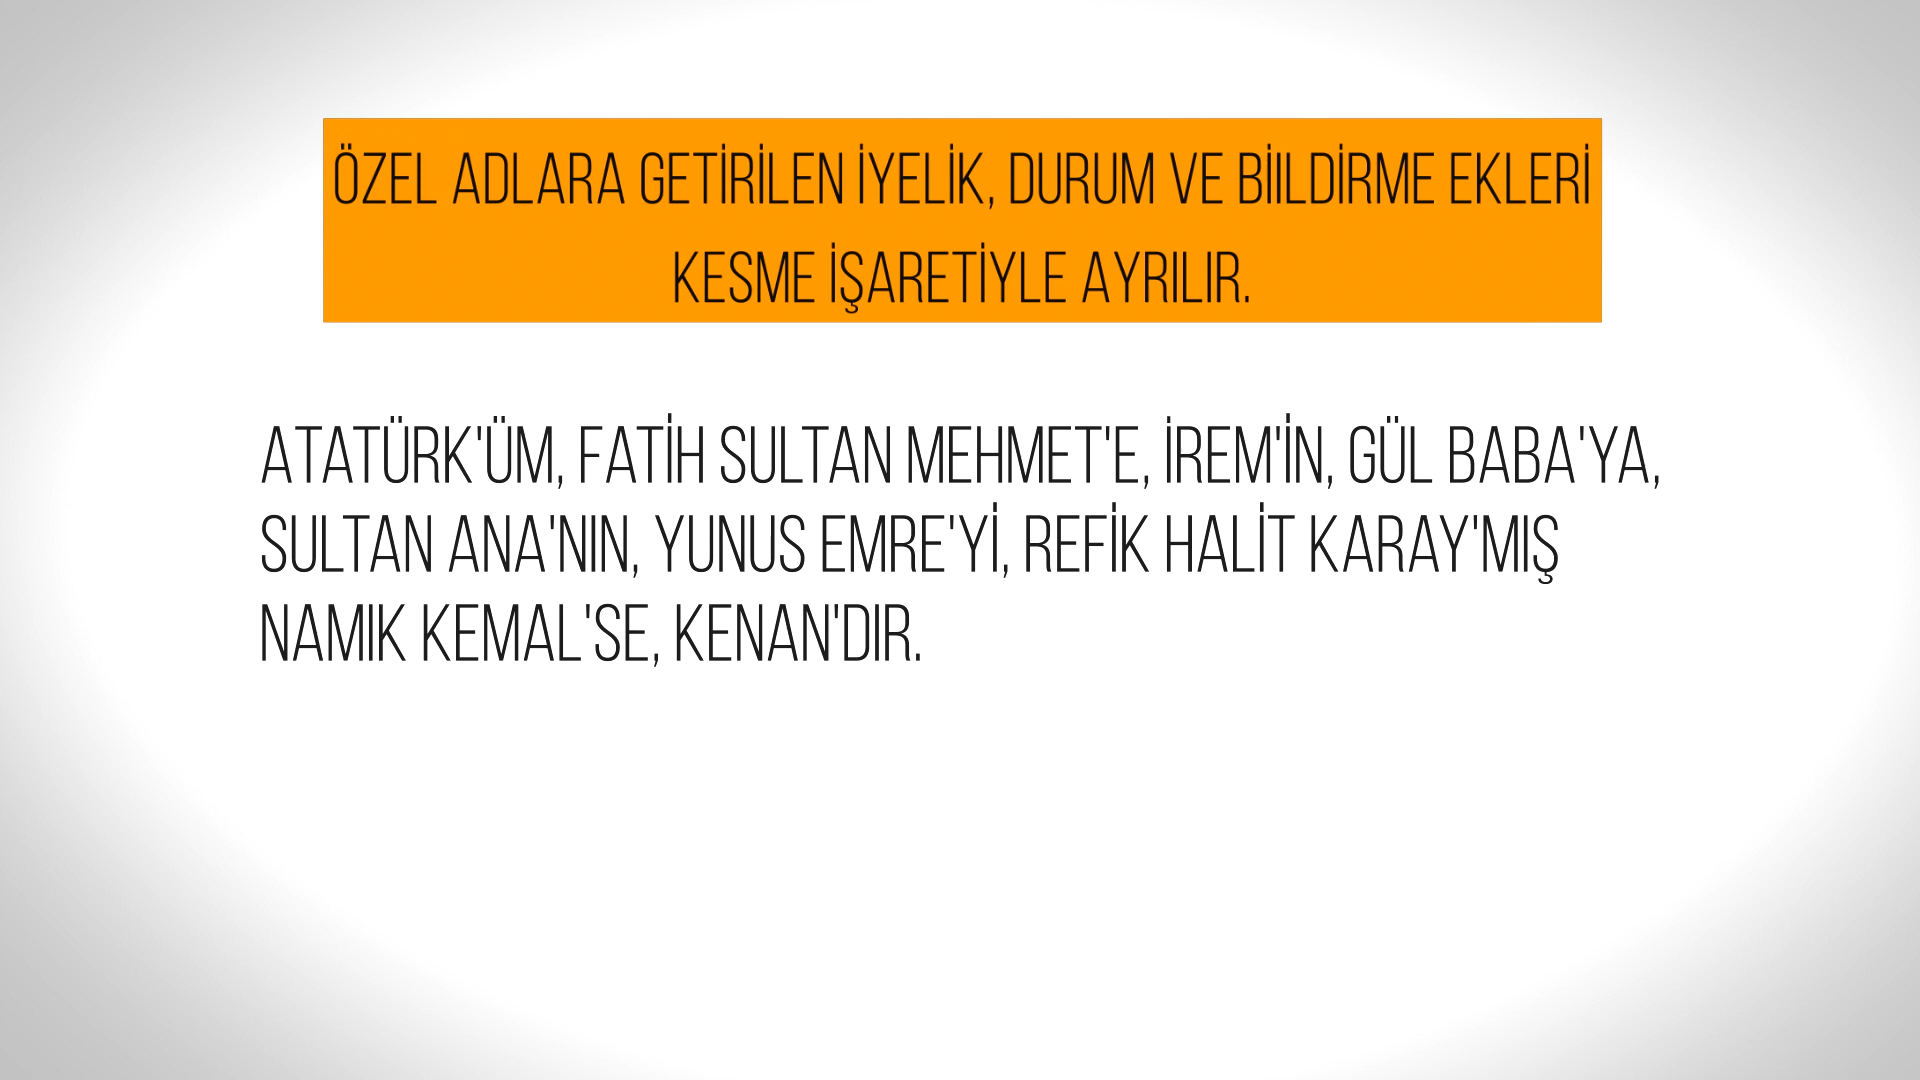 ÖZEL ADLARA GETİRİLEN İYELİK, DURUM VE BİILDİRME EKLERİ
KESME İŞARETİYLE AYRILIR.
ATATÜRK'ÜM, FATİH SULTAN MEHMET'E, İREM'İN, GÜL BABA'YA,
SULTAN ANA'NIN, YUNUS EMRE'Yİ, REFİK HALİT KARAY'MIŞ
NAMIK KEMAL'SE, KENAN'DIR.